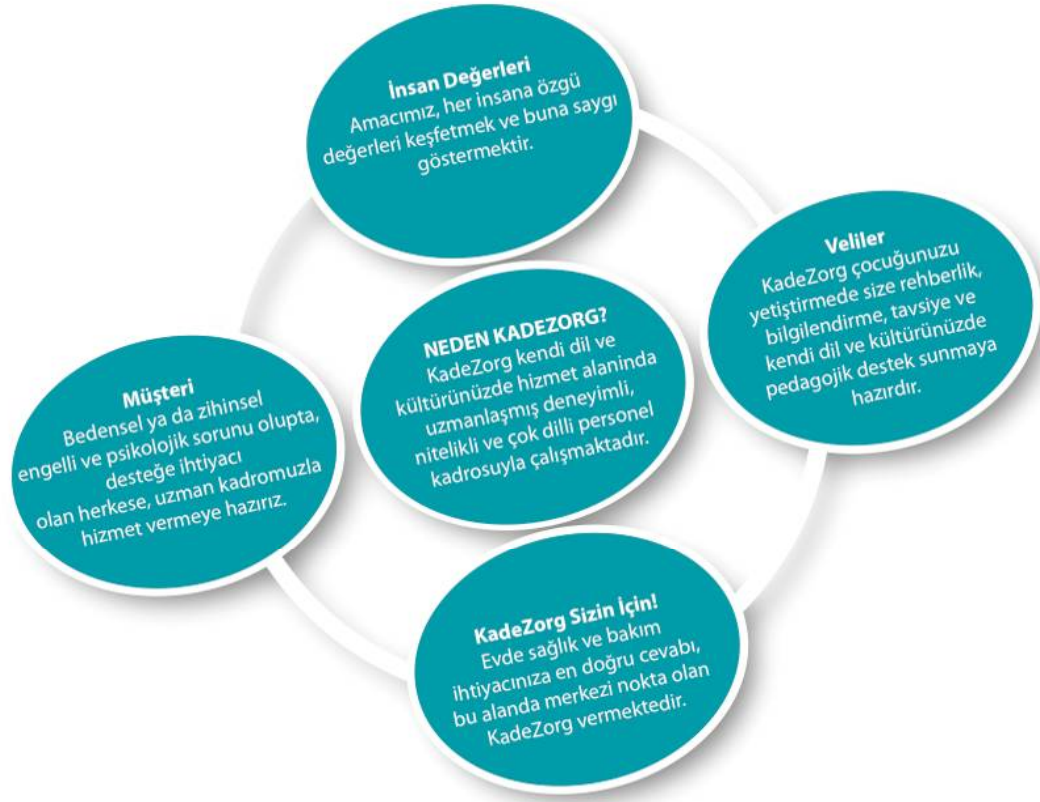 İnsan Değerleri
Amacımız, her insana özgü
değerleri keşfetmek ve buna saygı
göstermektir.
Veliler
KadeZorg çocuğunuzu
yetiştirmede size rehberlik,
bilgilendirme, tavsiye ve
kendi dil ve kültürünüzde
pedagojik destek sunmaya
hazırdır.
NEDEN KADEZORG?
KadeZorg kendi dil ve
kültürünüzde hizmet alaninda
uzmanlaşmış deneyimli,
nitelikli ve çok dilli personel
kadrosuyla çalışmaktadır.
Müşteri
Bedensel ya da zihinsel
engelli ve psikolojik sorunu olupta,
desteğe ihtiyacı
olan herkese, uzman kadromuzla
hizmet vermeye hazırız.
KadeZorg Sizin İçin!
Evde sağlık ve bakım
ihtiyacınıza en doğru cevabı,
bu alanda merkezi nokta olan
KadeZorg vermektedir.